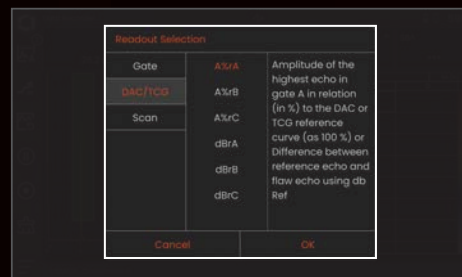 Readout Selection
Gate
DAC/TCG
Scan
A%rA
A%rB
A%rC
dBrA
dBrB
dBrC
Amplitude of the
highest echo in
gate A in relation
(in %) to the DAC or
TCG reference
curve (as 100 %) or
Difference between
reference echo and
flaw echo using db
Ref
Cancel
OK